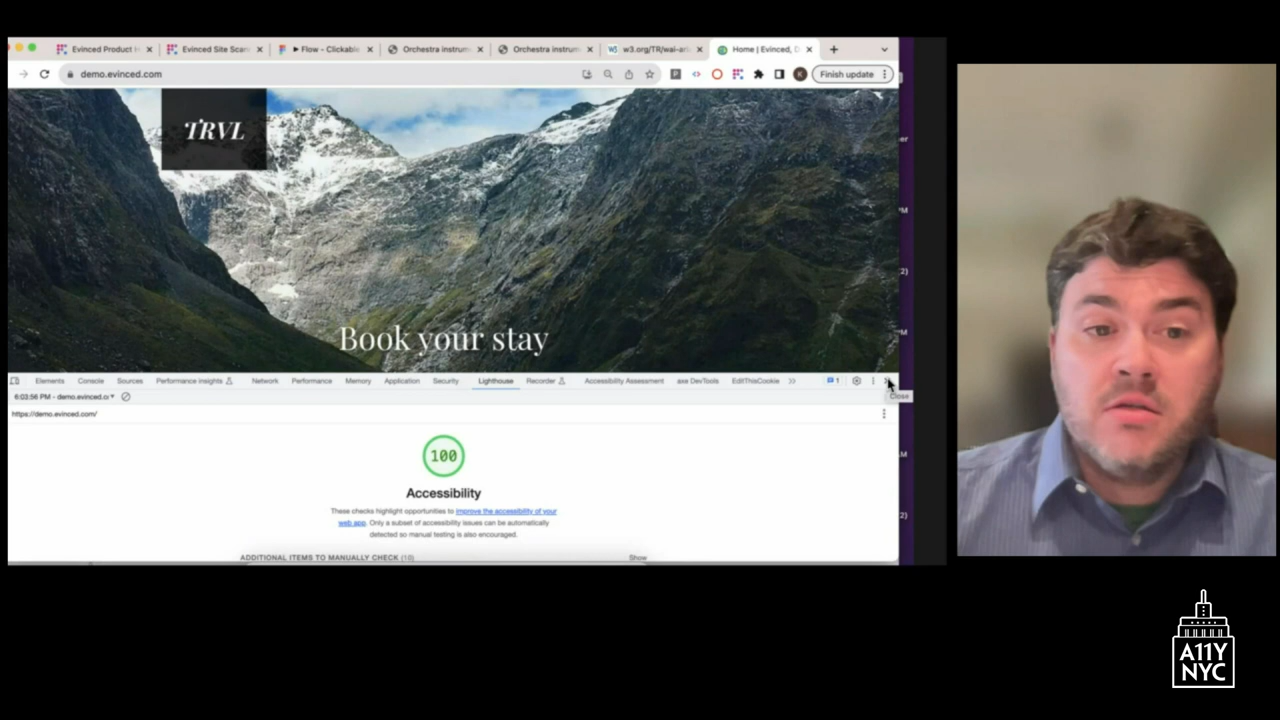 Evinced Product I
Evinced Site Scan
Flow - Clickable
Orchestra instrum
Orchestra instrum
w3.org/TR/wai-ari
Home | Evinced, D
demo.evinced.com
Finish update
TRVL
Book your stay
Elements Console Sources Performance insights Network Performance Memory Application Security Lighthouse Recorder Accessibility Assessment axe DevTools EditThisCookie » 1
6:03:56 PM - demo.evinced.c
Close
https://demo.evinced.com/
100
Accessibility
These checks highlight opportunities to improve the accessibility of your
web app. Only a subset of accessibility issues can be automatically
detected so manual testing is also encouraged.
ADDITIONAL ITEMS TO MANUALLY CHECK (10) Show
A11Y
NYC